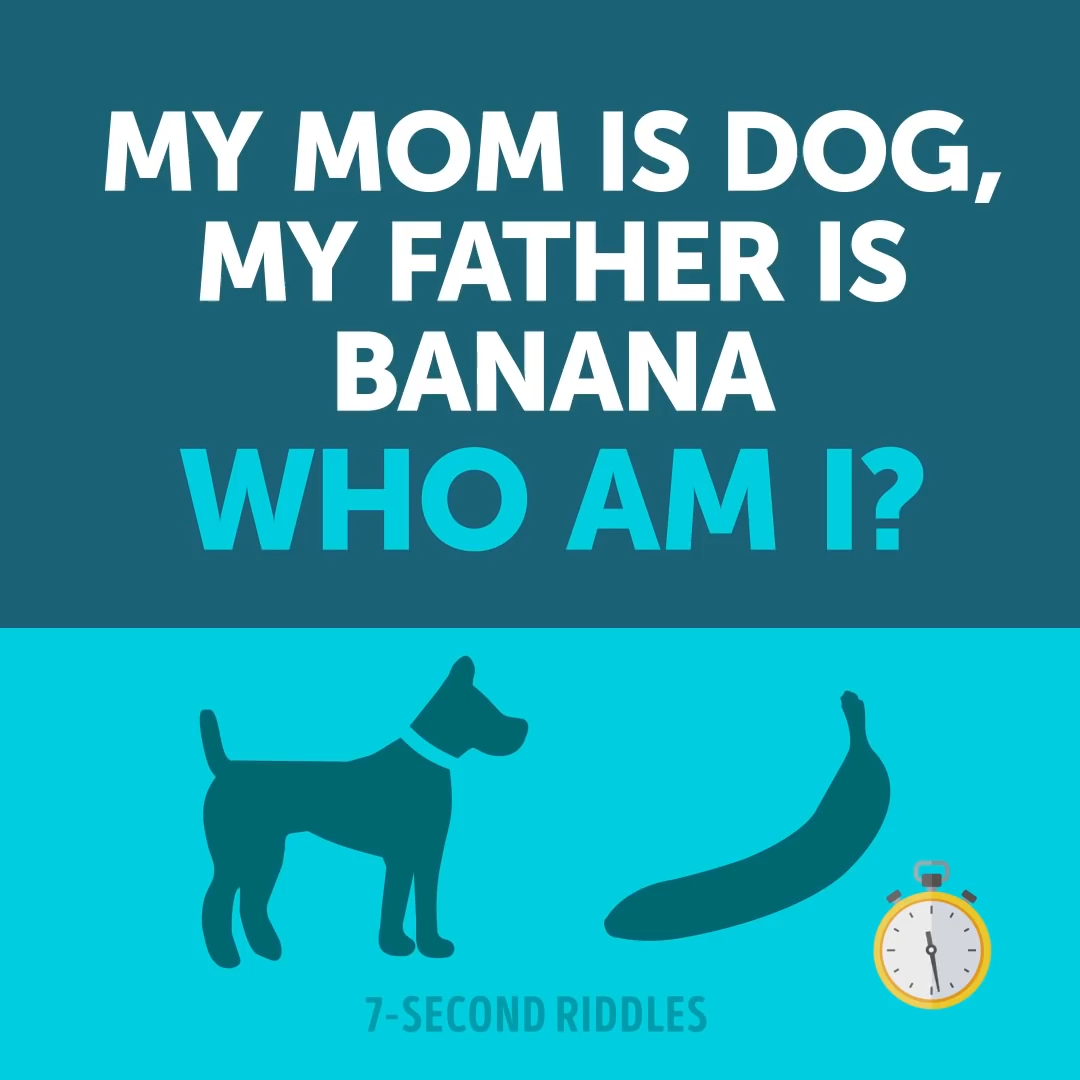 MY MOM IS DOG,
MY FATHER IS
BANANA
WHO AM I?
7-SECOND RIDDLES